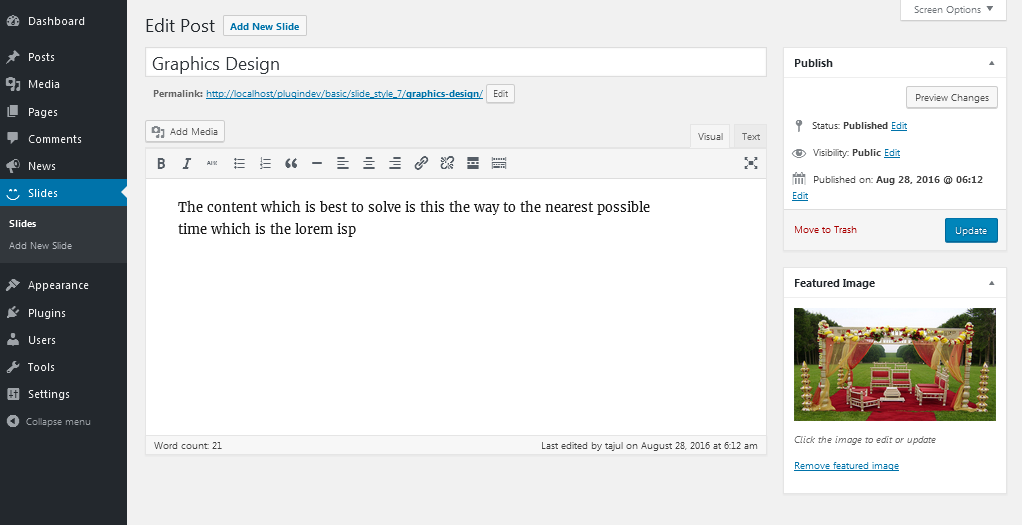 Dashboard
Posts
Media
Pages
Comments
News
Slides
Slides
Add New Slide
Appearance
Plugins
Users
Tools
Settings
Collapse menu
Screen Options
Edit Post Add New Slide
Graphics Design
Permalink: http://localhost/plugindev/basic/slide_style_7/graphics-design/ Edit
Add Media
Visual Text
B I ABC
The content which is best to solve is this the way to the nearest possible
time which is the lorem isp
Word count: 21 Last edited by tajul on August 28, 2016 at 6:12 am
Publish
Preview Changes
Status: Published Edit
Visibility: Public Edit
Published on: Aug 28, 2016 @ 06:12
Edit
Move to Trash Update
Featured Image
Click the image to edit or update
Remove featured image